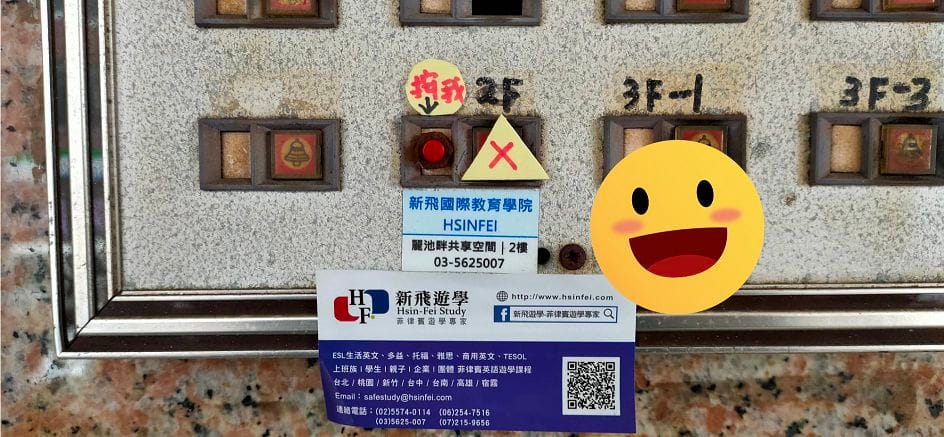 按我
2F
3F-1
3F-3
X
新飛國際教育學院
HSINFEI
麗池畔共享空間 | 2樓
03-5625007
HF
新飛遊學
Hsin-Fei Study
菲律賓遊學專家
http://www.hsinfei.com
f 新飛遊學-菲律賓遊學專家
ESL生活英文、多益、托福、雅思、商用英文、TESOL
上班族 | 學生 | 親子 | 企業 | 團體 菲律賓英語遊學課程
台北 / 桃園 / 新竹 / 台中 / 台南 / 高雄 / 宿霧
Email：safestudy@hsinfei.com
連絡電話：(02)5574-0114 (06)254-7516
(03)5625-007 (07)215-9656